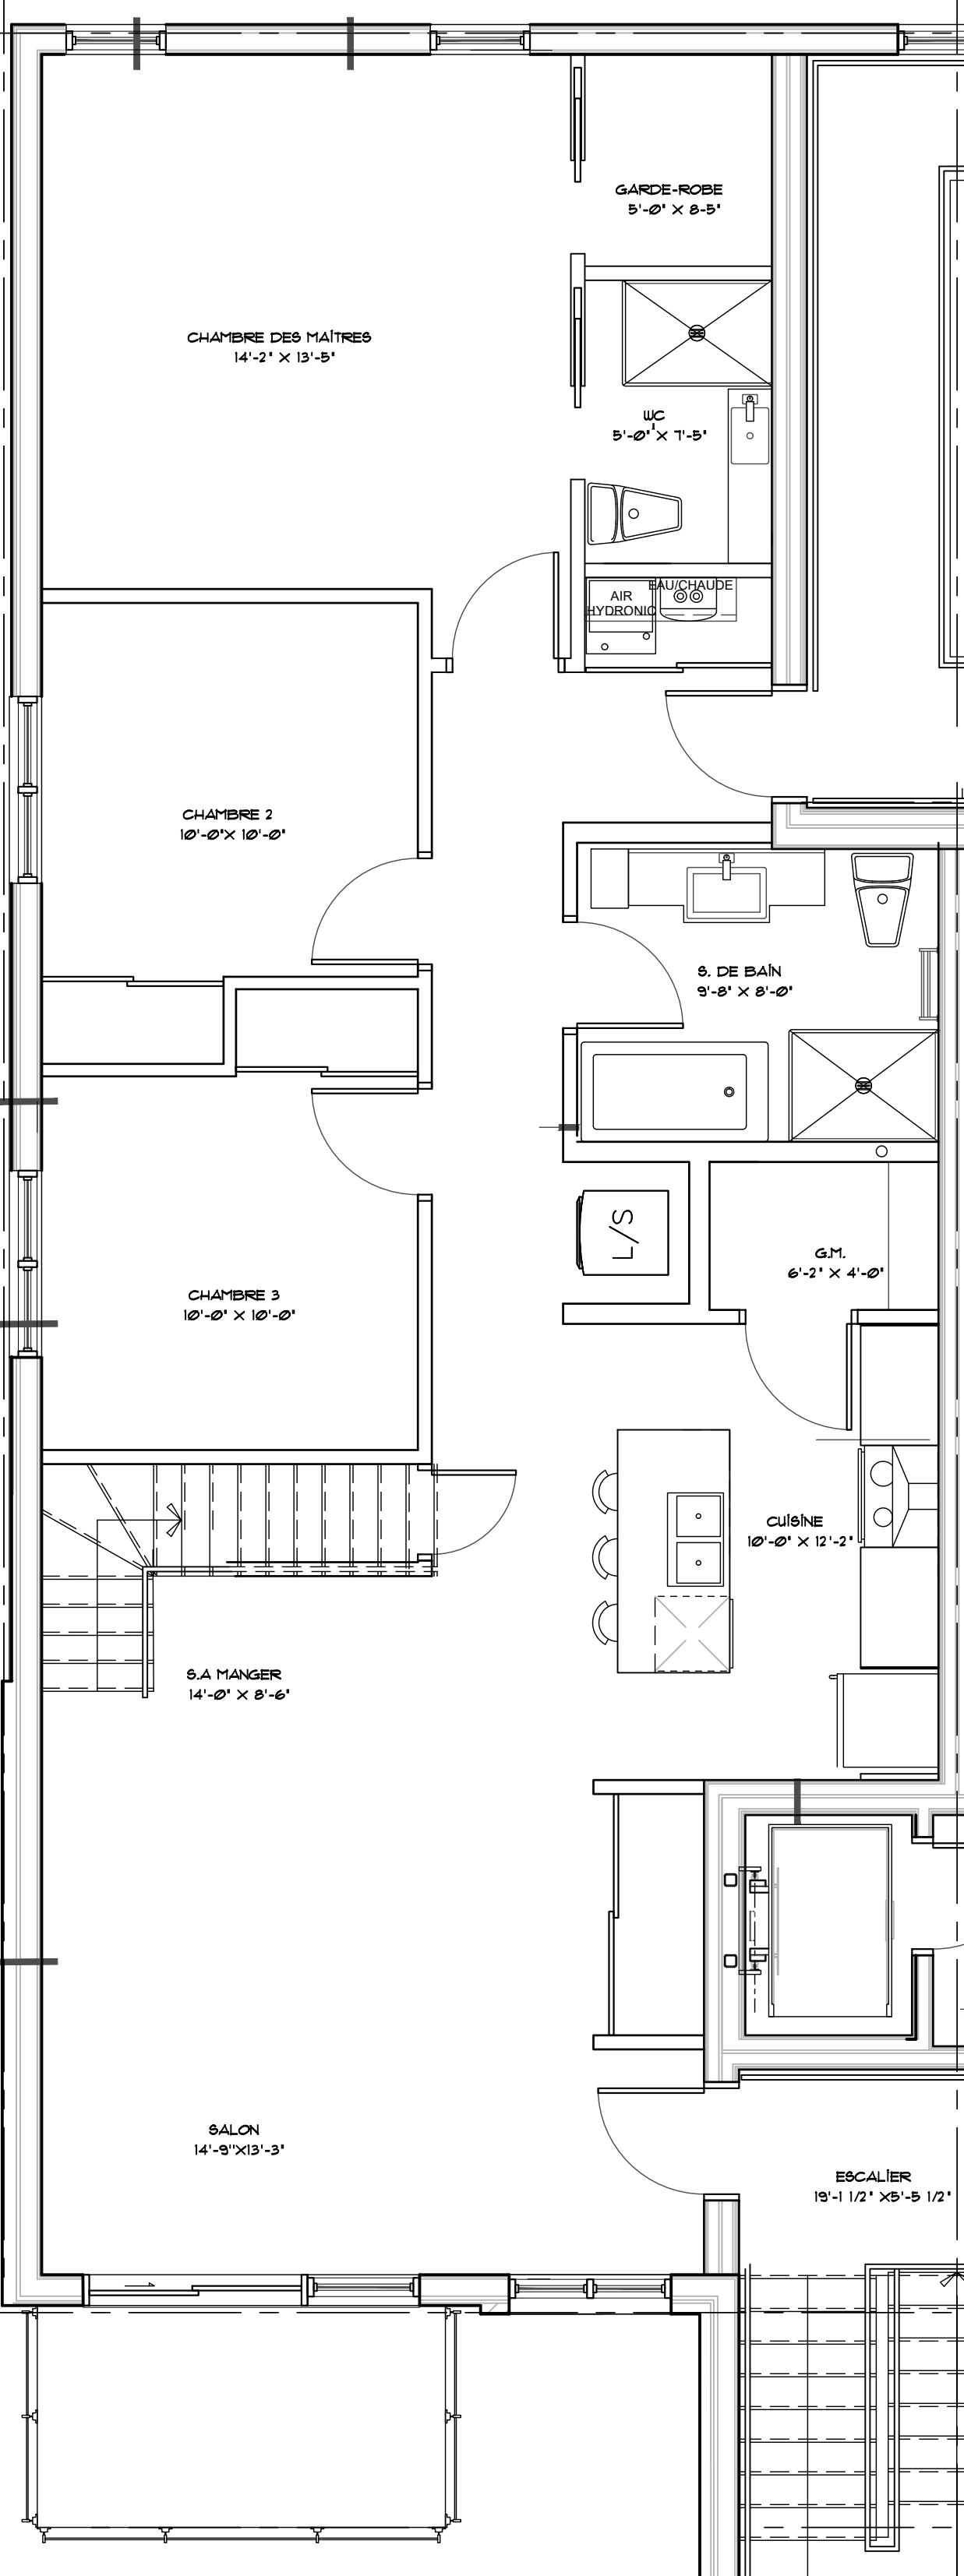 GARDE-ROBE
5'-0" X 8-5"
CHAMBRE DES MAÎTRES
14'-2" X 13'-5"
WC
5'-0" X 7'-5"
EAU/CHAUDE
AIR
HYDRONIC
CHAMBRE 2
10'-0"X 10'-0"
S. DE BAÎN
9'-8" X 8'-0"
L/S
G.M.
6'-2" X 4'-0"
CHAMBRE 3
10'-0" X 10'-0"
CUISINE
10'-0" X 12'-2"
S.A MANGER
14'-0" X 8'-6"
SALON
14'-9"X13'-3"
ESCALIER
19'-1 1/2" X5'-5 1/2"